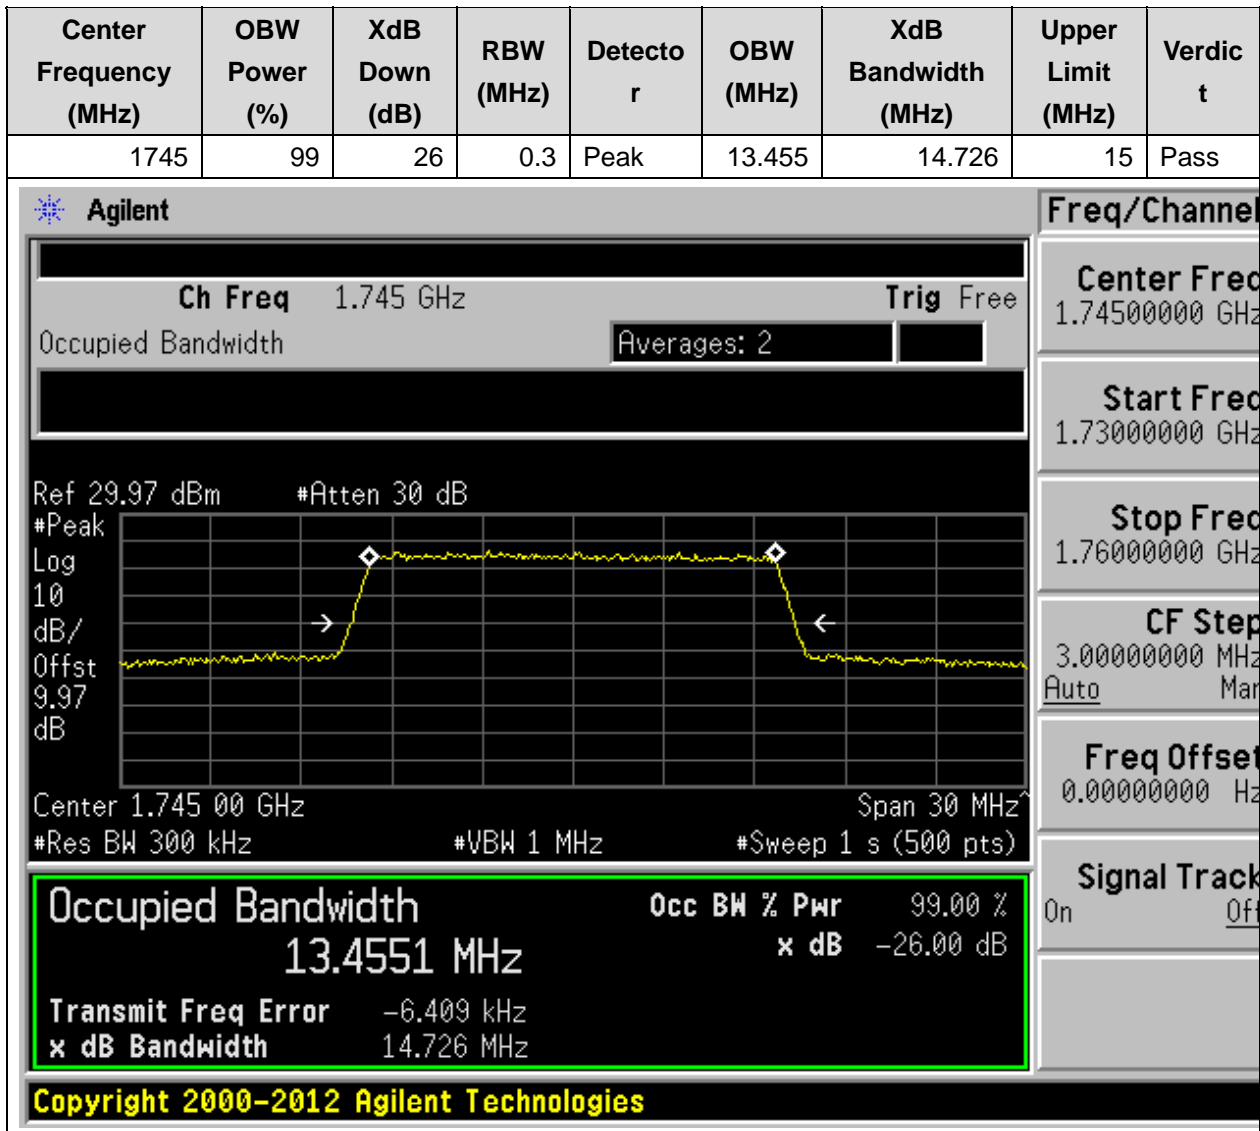 Center Frequency (MHz) OBW Power (%) XdB Down (dB) RBW (MHz) Detecto r OBW (MHz) XdB Bandwidth (MHz) Upper Limit (MHz) Verdic t
1745 99 26 0.3 Peak 13.455 14.726 15 Pass
Agilent
Freq/Channel
Ch Freq 1.745 GHz Trig Free
Occupied Bandwidth Averages: 2
Center Freq
1.74500000 GHz
Start Freq
1.73000000 GHz
Stop Freq
1.76000000 GHz
CF Step
3.00000000 MHz
Auto Man
Freq Offset
0.00000000 Hz
Signal Track
On Off
Ref 29.97 dBm #Atten 30 dB
#Peak
Log
10
dB/
Offst
9.97
dB
Center 1.745 00 GHz Span 30 MHz^
#Res BW 300 kHz #VBW 1 MHz #Sweep 1 s (500 pts)
Occupied Bandwidth Occ BW % Pwr 99.00 %
13.4551 MHz x dB -26.00 dB
Transmit Freq Error -6.409 kHz
x dB Bandwidth 14.726 MHz
Copyright 2000-2012 Agilent Technologies